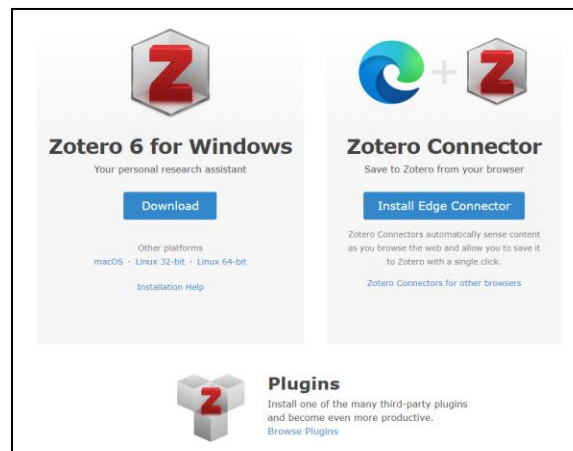 Z
Zotero 6 for Windows
Your personal research assistant
Download
Other platforms
macOS · Linux 32-bit · Linux 64-bit
Installation Help
+ Z
Zotero Connector
Save to Zotero from your browser
Install Edge Connector
Zotero Connectors automatically sense content
as you browse the web and allow you to save it
to Zotero with a single click.
Zotero Connectors for other browsers
Z
Plugins
Install one of the many third-party plugins
and become even more productive.
Browse Plugins